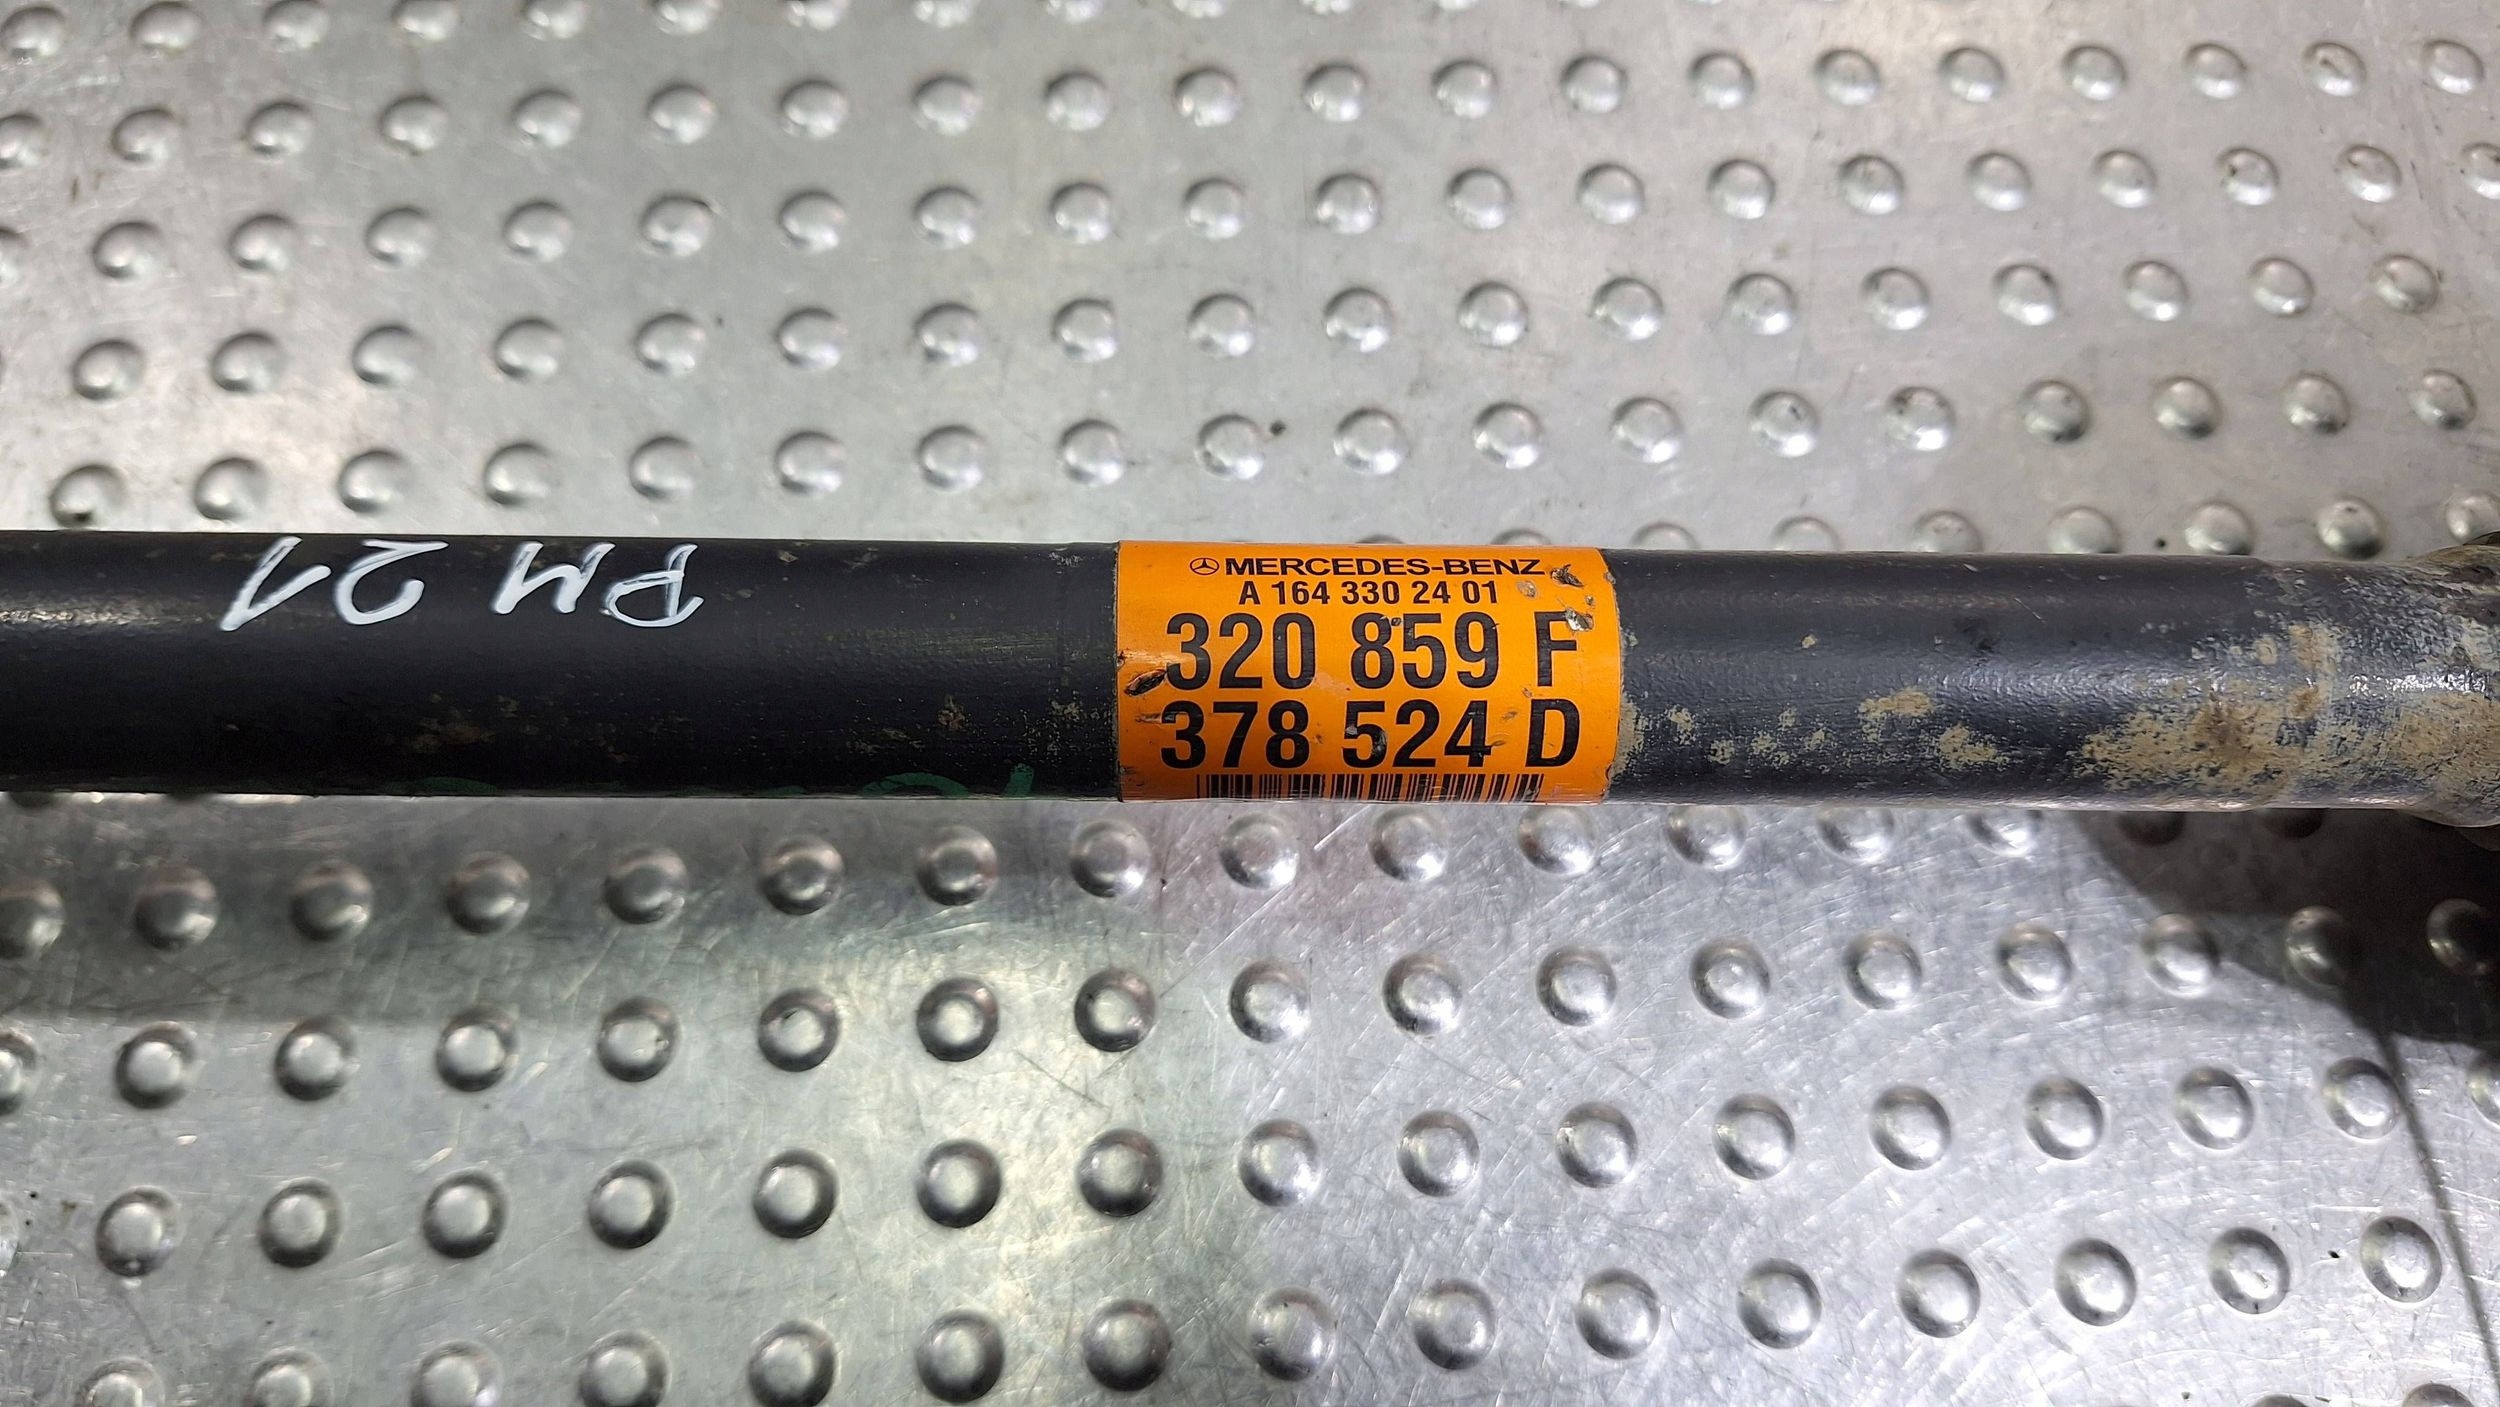 MERCEDES-BENZ
A 164 330 24 01
320 859 F
378 524 D
PM 21